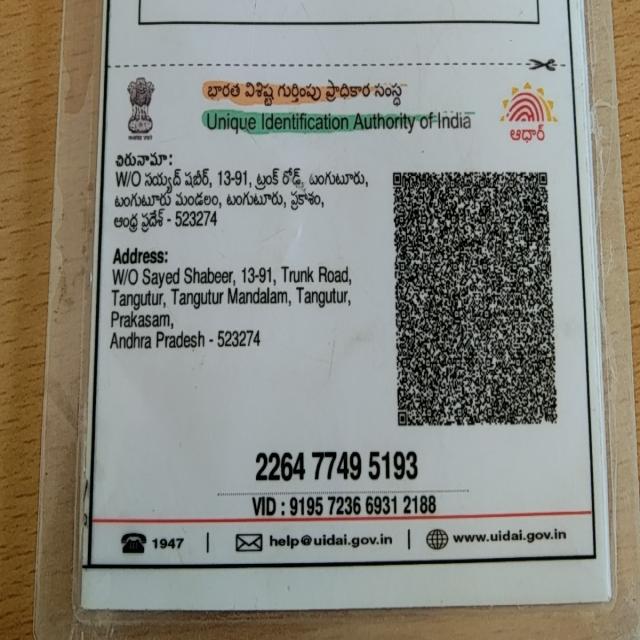 భారత విశిష్ట గుర్తింపు ప్రాధికార సంస్థ
Unique Identification Authority of India
ఆధార్
చిరునామా:
W/O సయ్యద్ షబీర్, 13-91, ట్రంక్ రోడ్, టంగుటూరు,
టంగుటూరు మండలం, టంగుటూరు, ప్రకాశం,
ఆంధ్ర ప్రదేశ్ - 523274
Address:
W/O Sayed Shabeer, 13-91, Trunk Road,
Tangutur, Tangutur Mandalam, Tangutur,
Prakasam,
Andhra Pradesh - 523274
2264 7749 5193
VID : 9195 7236 6931 2188
1947 | help@uidai.gov.in | www.uidai.gov.in